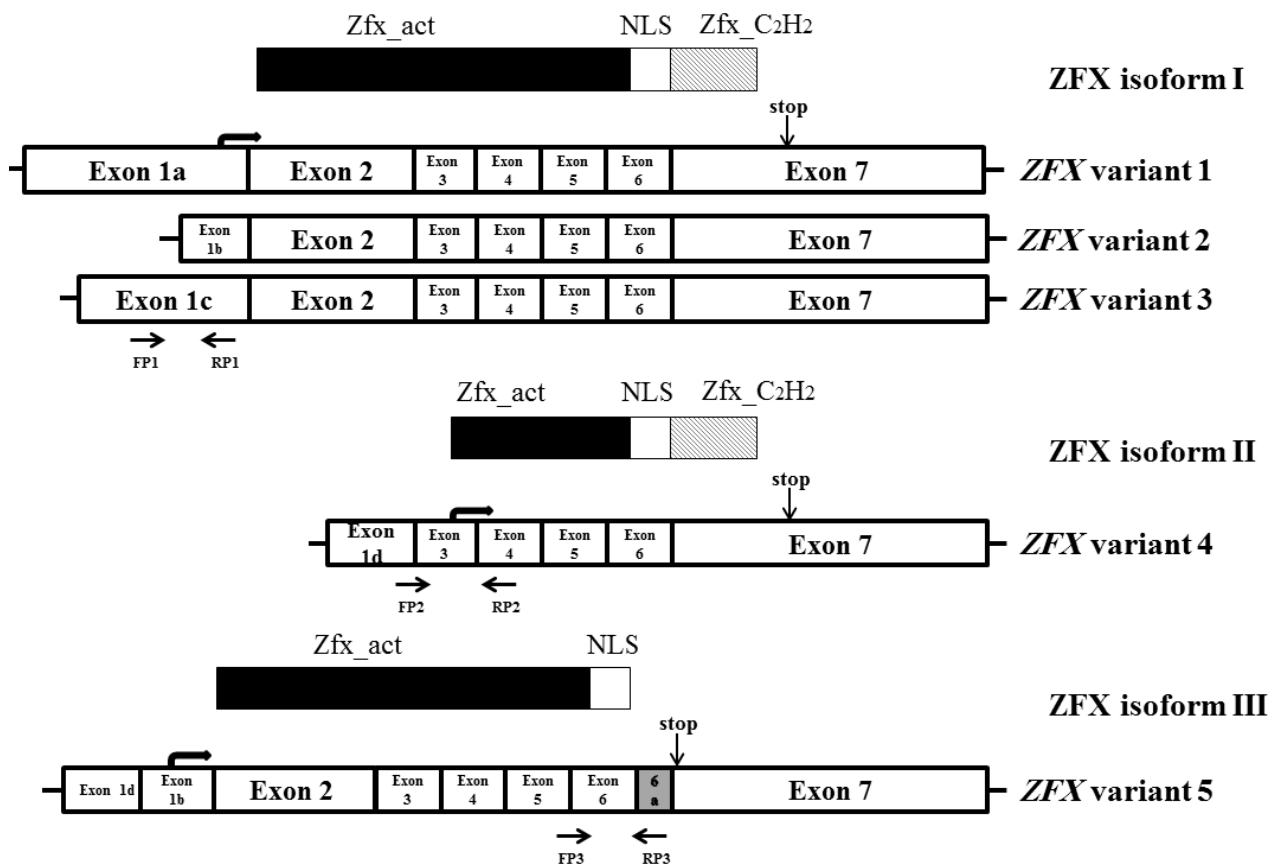 Zfx_act NLS Zfx_C2H2
ZFX isoform I
stop
Exon 1a Exon 2 Exon 3 Exon 4 Exon 5 Exon 6 Exon 7 ZFX variant 1
Exon 1b Exon 2 Exon 3 Exon 4 Exon 5 Exon 6 Exon 7 ZFX variant 2
Exon 1c Exon 2 Exon 3 Exon 4 Exon 5 Exon 6 Exon 7 ZFX variant 3
FP1 RP1
Zfx_act NLS Zfx_C2H2
ZFX isoform II
stop
Exon 1d Exon 3 Exon 4 Exon 5 Exon 6 Exon 7 ZFX variant 4
FP2 RP2
Zfx_act NLS
ZFX isoform III
stop
Exon 1d Exon 1b Exon 2 Exon 3 Exon 4 Exon 5 Exon 6 6a Exon 7 ZFX variant 5
FP3 RP3